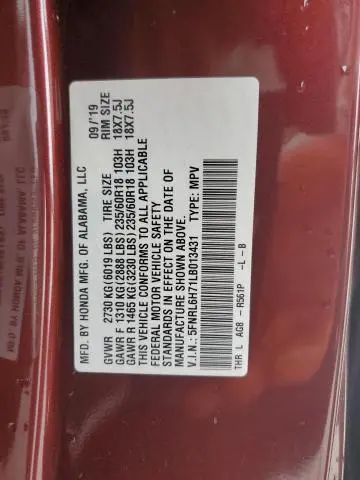 MFD. BY HONDA MFG. OF ALABAMA, LLC 09/'19
GVWR 2730 KG(6019 LBS) TIRE SIZE RIM SIZE
GAWR F 1310 KG(2888 LBS) 235/60R18 103H 18X7.5J
GAWR R 1465 KG(3230 LBS) 235/60R18 103H 18X7.5J
THIS VEHICLE CONFORMS TO ALL APPLICABLE
FEDERAL MOTOR VEHICLE SAFETY
STANDARDS IN EFFECT ON THE DATE OF
MANUFACTURE SHOWN ABOVE.
V.I.N.: 5FNRL6H71LB013431 TYPE: MPV
THR L AG8 - R561P -L-B